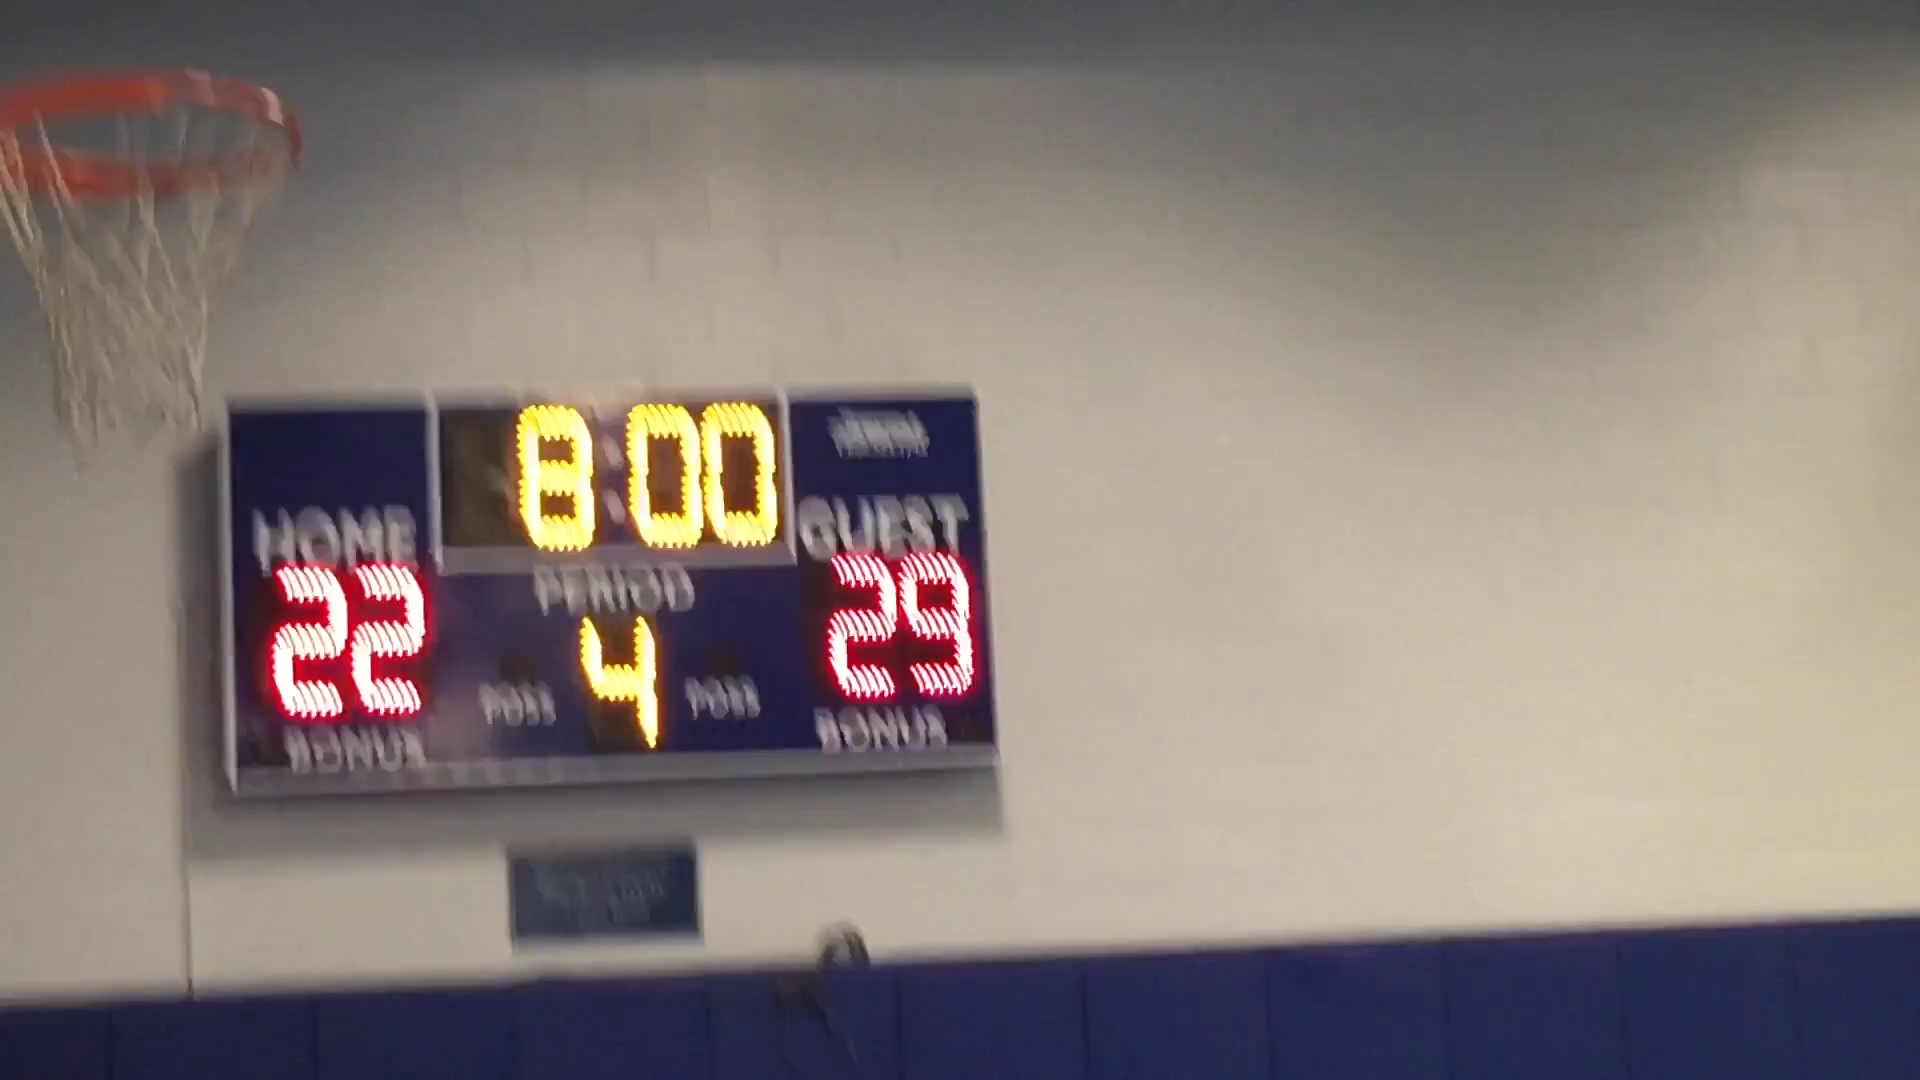 8:00
HOME GUEST
22 PERIOD 29
POSS 4 POSS
BONUS BONUS